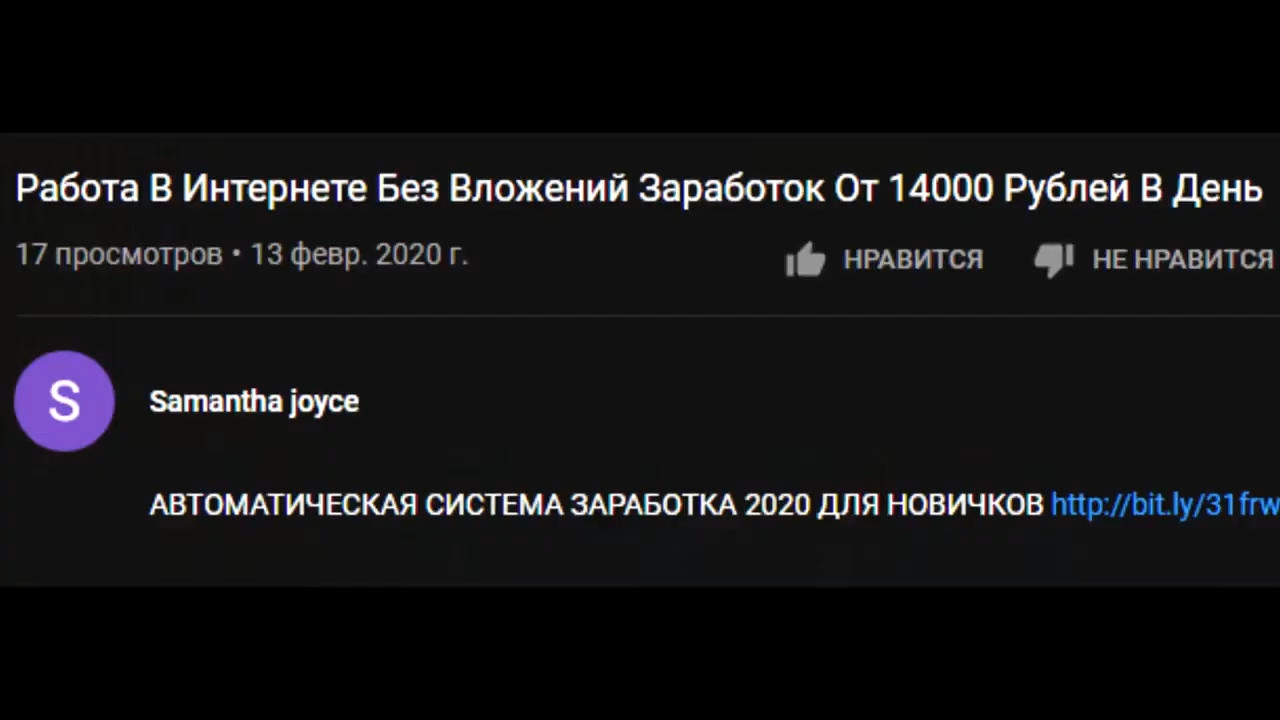 Работа В Интернете Без Вложений Заработок От 14000 Рублей В День
17 просмотров • 13 февр. 2020 г.
НРАВИТСЯ
НЕ НРАВИТСЯ
S
Samantha joyce
АВТОМАТИЧЕСКАЯ СИСТЕМА ЗАРАБОТКА 2020 ДЛЯ НОВИЧКОВ http://bit.ly/31frw